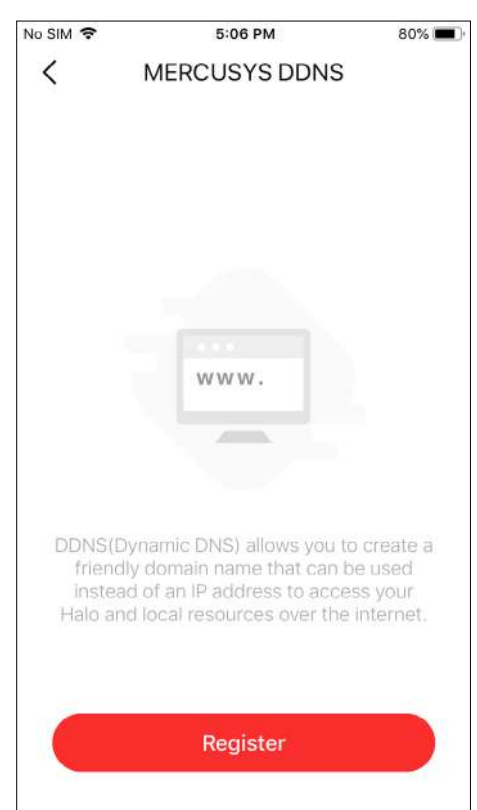 No SIM 5:06 PM 80%
MERCUSYS DDNS
www.
DDNS(Dynamic DNS) allows you to create a
friendly domain name that can be used
instead of an IP address to access your
Halo and local resources over the internet.
Register